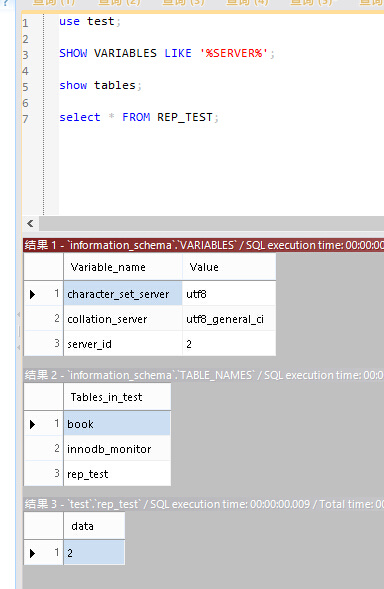 查询 (1) 查询 (2) 查询 (3) 查询 (4) 查询 (5)
1 use test;
2
3 SHOW VARIABLES LIKE '%SERVER%';
4
5 show tables;
6
7 select * FROM REP_TEST;
结果 1 - `information_schema`.`VARIABLES` / SQL execution time: 00:00:00
Variable_name Value
1 character_set_server utf8
2 collation_server utf8_general_ci
3 server_id 2
结果 2 - `information_schema`.`TABLE_NAMES` / SQL execution time: 00:0
Tables_in_test
1 book
2 innodb_monitor
3 rep_test
结果 3 - `test`.`rep_test` / SQL execution time: 00:00:00.009 / Total time: 0
data
1 2